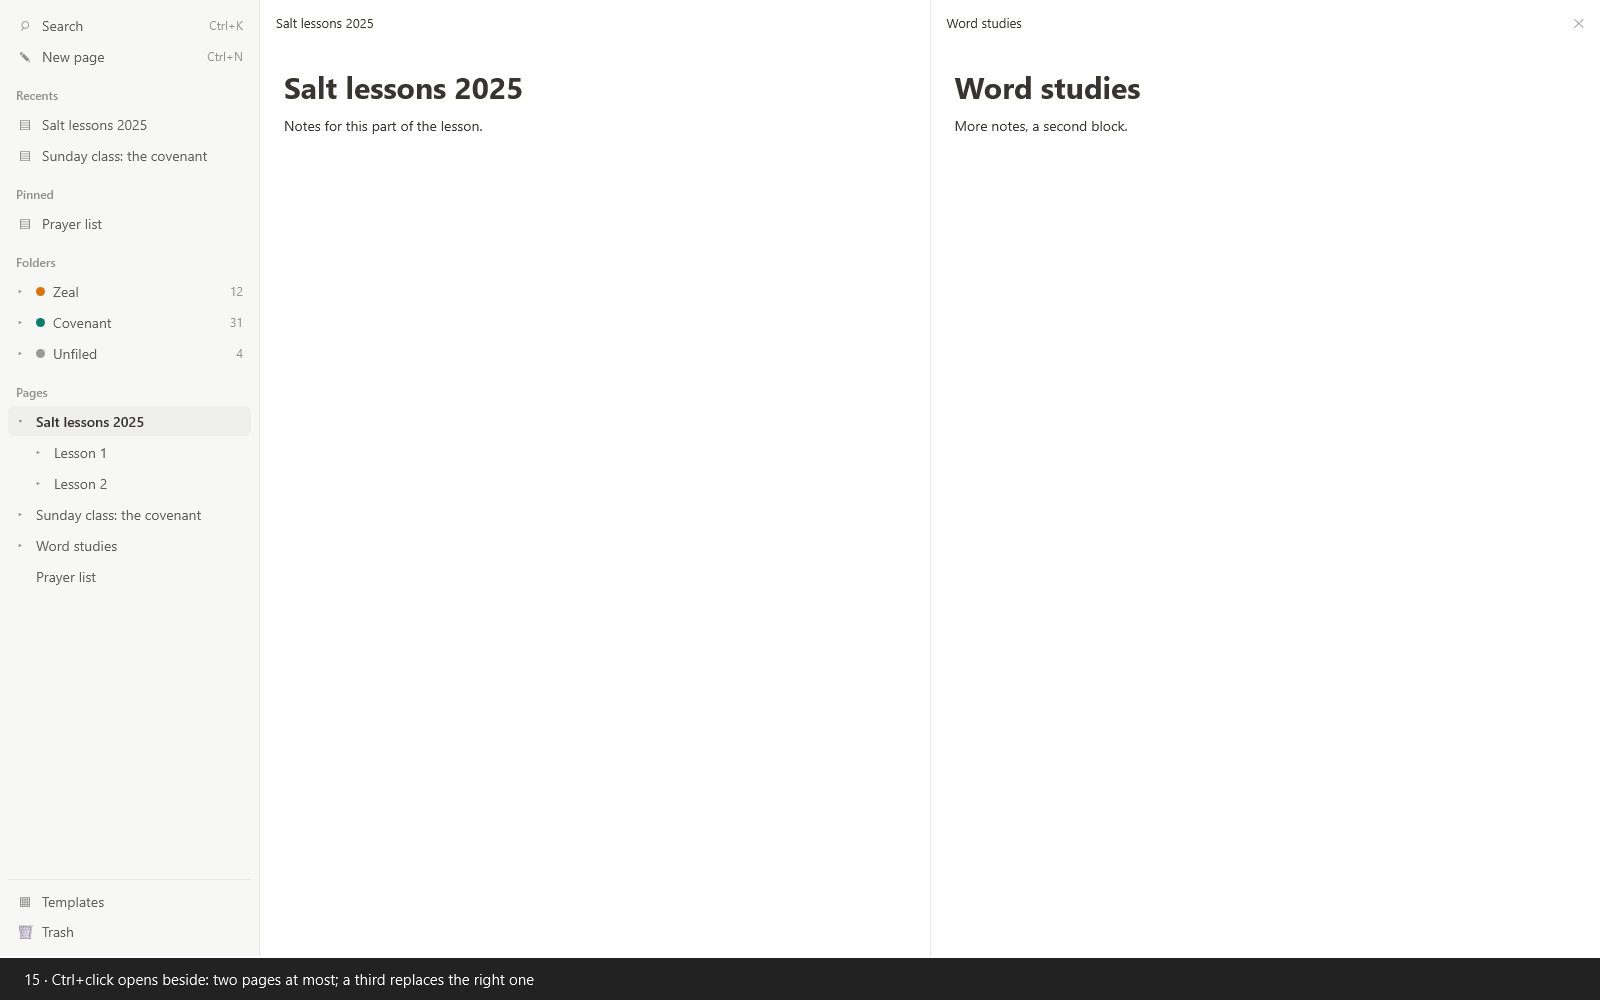 Search Ctrl+K
New page Ctrl+N
Recents
Salt lessons 2025
Sunday class: the covenant
Pinned
Prayer list
Folders
Zeal 12
Covenant 31
Unfiled 4
Pages
Salt lessons 2025
Lesson 1
Lesson 2
Sunday class: the covenant
Word studies
Prayer list
Templates
Trash
Salt lessons 2025
Salt lessons 2025
Notes for this part of the lesson.
Word studies
Word studies
More notes, a second block.
15 · Ctrl+click opens beside: two pages at most; a third replaces the right one